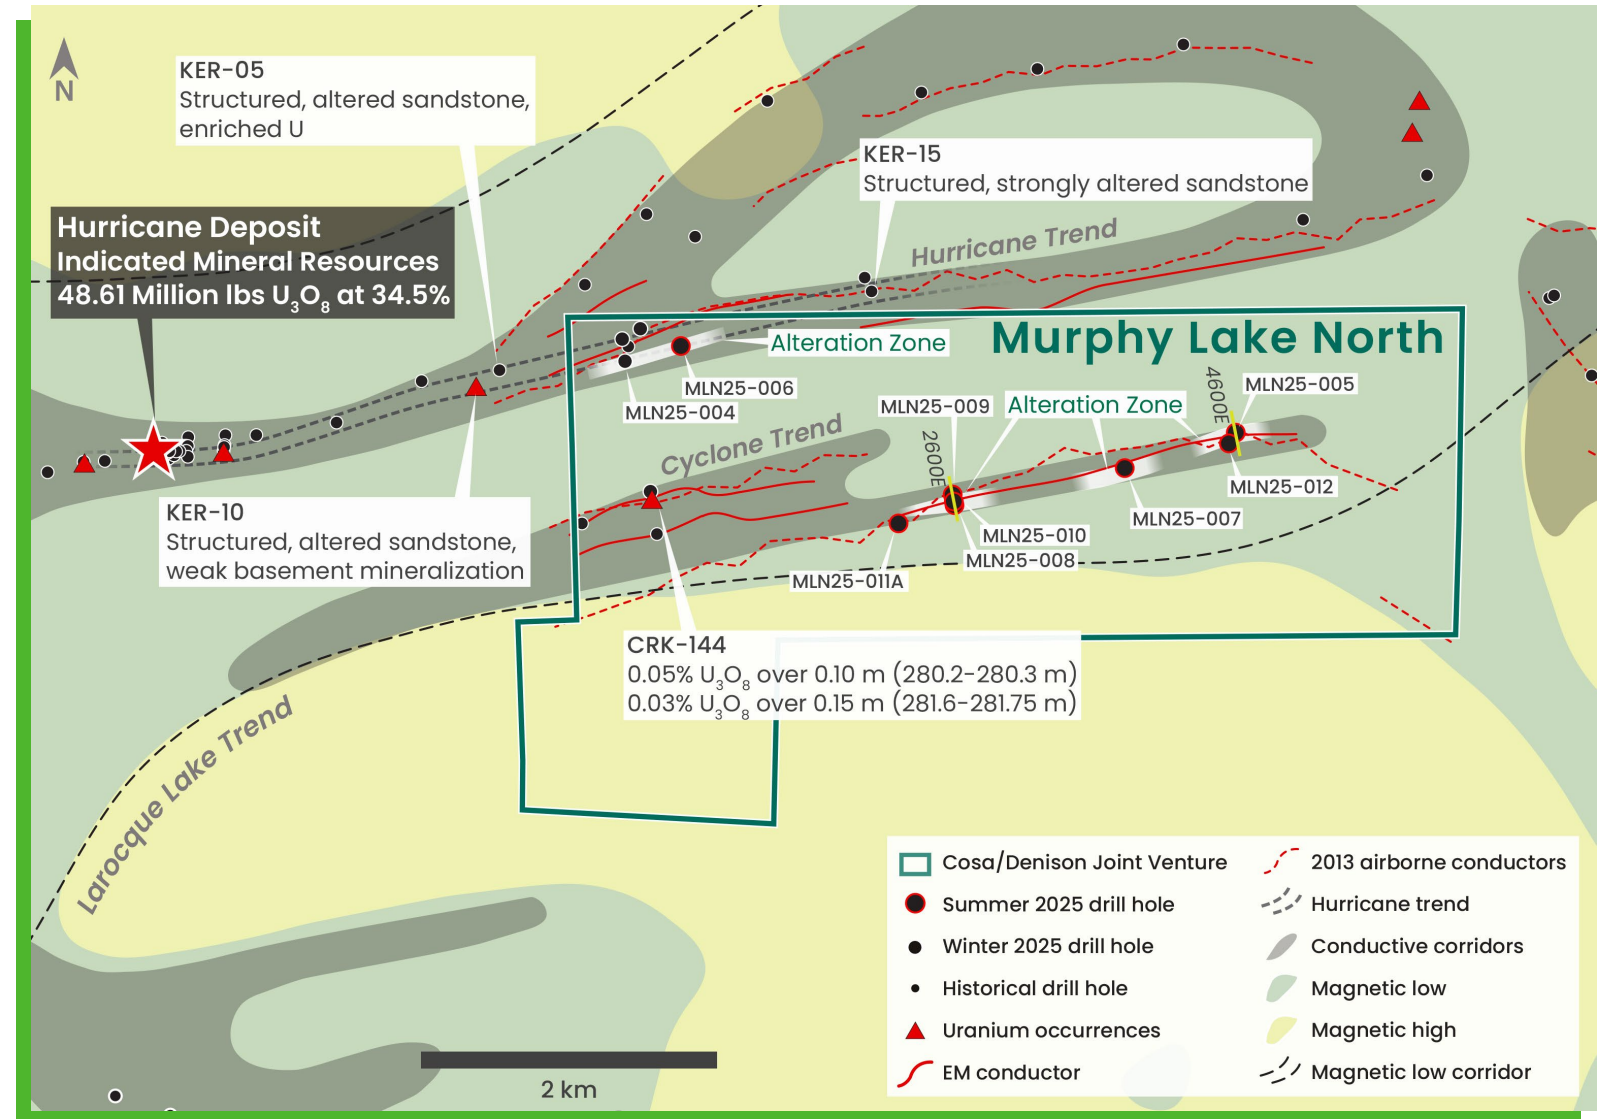 N
KER-05
Structured, altered sandstone,
enriched U
KER-15
Structured, strongly altered sandstone
Hurricane Deposit
Indicated Mineral Resources
48.61 Million lbs U₃O₈ at 34.5%
Hurricane Trend
Murphy Lake North
Alteration Zone
MLN25-006
MLN25-004
4600E
MLN25-005
MLN25-009
Alteration Zone
Cyclone Trend
2600E
MLN25-012
MLN25-007
MLN25-010
MLN25-008
MLN25-011A
KER-10
Structured, altered sandstone,
weak basement mineralization
CRK-144
0.05% U₃O₈ over 0.10 m (280.2-280.3 m)
0.03% U₃O₈ over 0.15 m (281.6-281.75 m)
Larocque Lake Trend
2 km
Cosa/Denison Joint Venture
Summer 2025 drill hole
Winter 2025 drill hole
Historical drill hole
Uranium occurrences
EM conductor
2013 airborne conductors
Hurricane trend
Conductive corridors
Magnetic low
Magnetic high
Magnetic low corridor